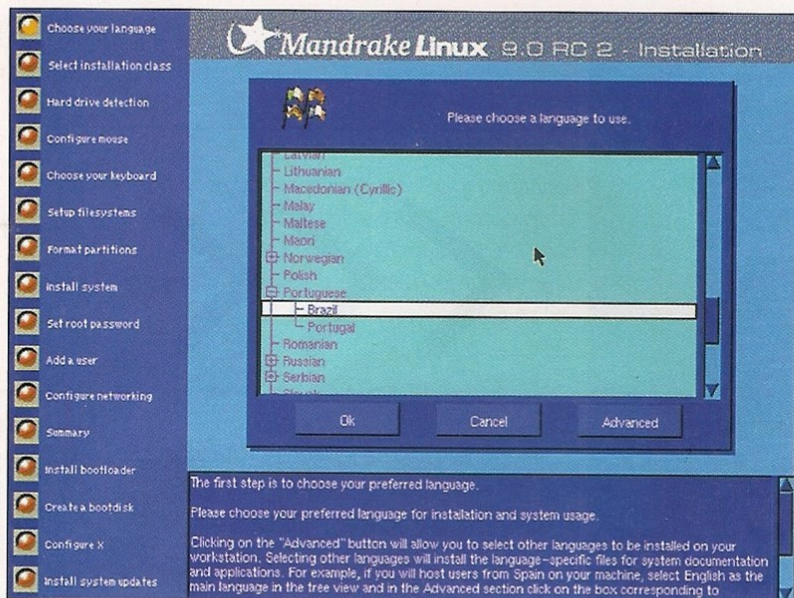 Choose your language
Select installation class
Hard drive detection
Configure mouse
Choose your keyboard
Setup filesystems
Format partitions
Install system
Set root password
Add a user
Configure networking
Summary
Install bootloader
Create a bootdisk
Configure X
Install system updates
Mandrake Linux 9.0 RC 2 - Installation
Please choose a language to use.
Latvian
Lithuanian
Macedonian (Cyrillic)
Malay
Maltese
Maori
Norwegian
Polish
Portuguese
Brazil
Portugal
Romanian
Russian
Serbian
Slovak
Ok
Cancel
Advanced
The first step is to choose your preferred language.
Please choose your preferred language for installation and system usage.
Clicking on the "Advanced" button will allow you to select other languages to be installed on your
workstation. Selecting other languages will install the language-specific files for system documentation
and applications. For example, if you will host users from Spain on your machine, select English as the
main language in the tree view and in the Advanced section click on the box corresponding to